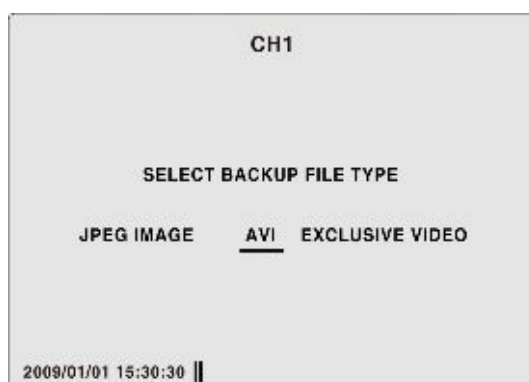 CH1
SELECT BACKUP FILE TYPE
JPEG IMAGE AVI EXCLUSIVE VIDEO
2009/01/01 15:30:30